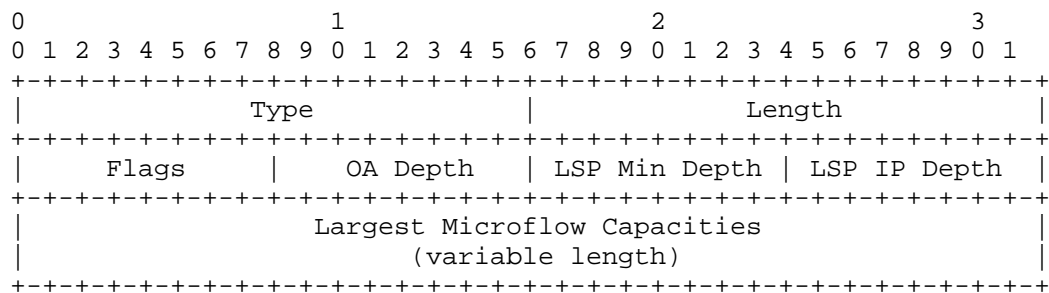 0                   1                   2                   3
0 1 2 3 4 5 6 7 8 9 0 1 2 3 4 5 6 7 8 9 0 1 2 3 4 5 6 7 8 9 0 1
+-+-+-+-+-+-+-+-+-+-+-+-+-+-+-+-+-+-+-+-+-+-+-+-+-+-+-+-+-+-+-+-+
|              Type             |             Length            |
+-+-+-+-+-+-+-+-+-+-+-+-+-+-+-+-+-+-+-+-+-+-+-+-+-+-+-+-+-+-+-+-+
|     Flags     |    OA Depth   | LSP Min Depth | LSP IP Depth  |
+-+-+-+-+-+-+-+-+-+-+-+-+-+-+-+-+-+-+-+-+-+-+-+-+-+-+-+-+-+-+-+-+
|                  Largest Microflow Capacities                 |
|                        (variable length)                      |
+-+-+-+-+-+-+-+-+-+-+-+-+-+-+-+-+-+-+-+-+-+-+-+-+-+-+-+-+-+-+-+-+